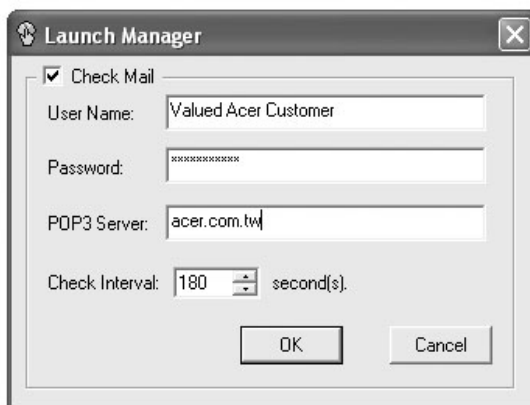 Launch Manager
Check Mail
User Name: Valued Acer Customer
Password: ***********
POP3 Server: acer.com.tw
Check Interval: 180 second(s).
OK Cancel